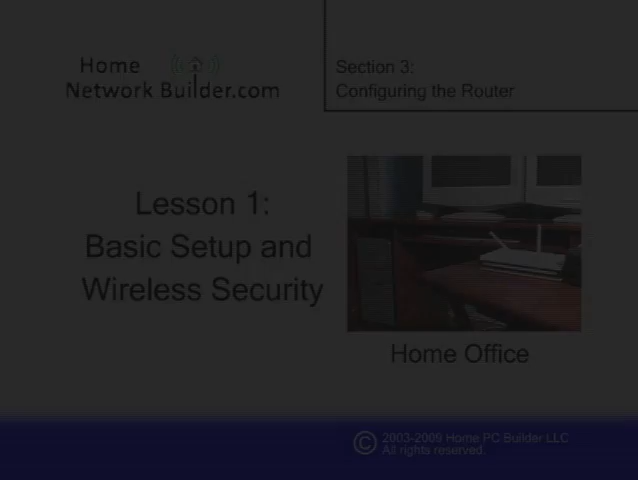 Home
Network Builder.com
Section 3:
Configuring the Router
Lesson 1:
Basic Setup and
Wireless Security
Home Office
© 2003-2009 Home PC Builder LLC
All rights reserved.